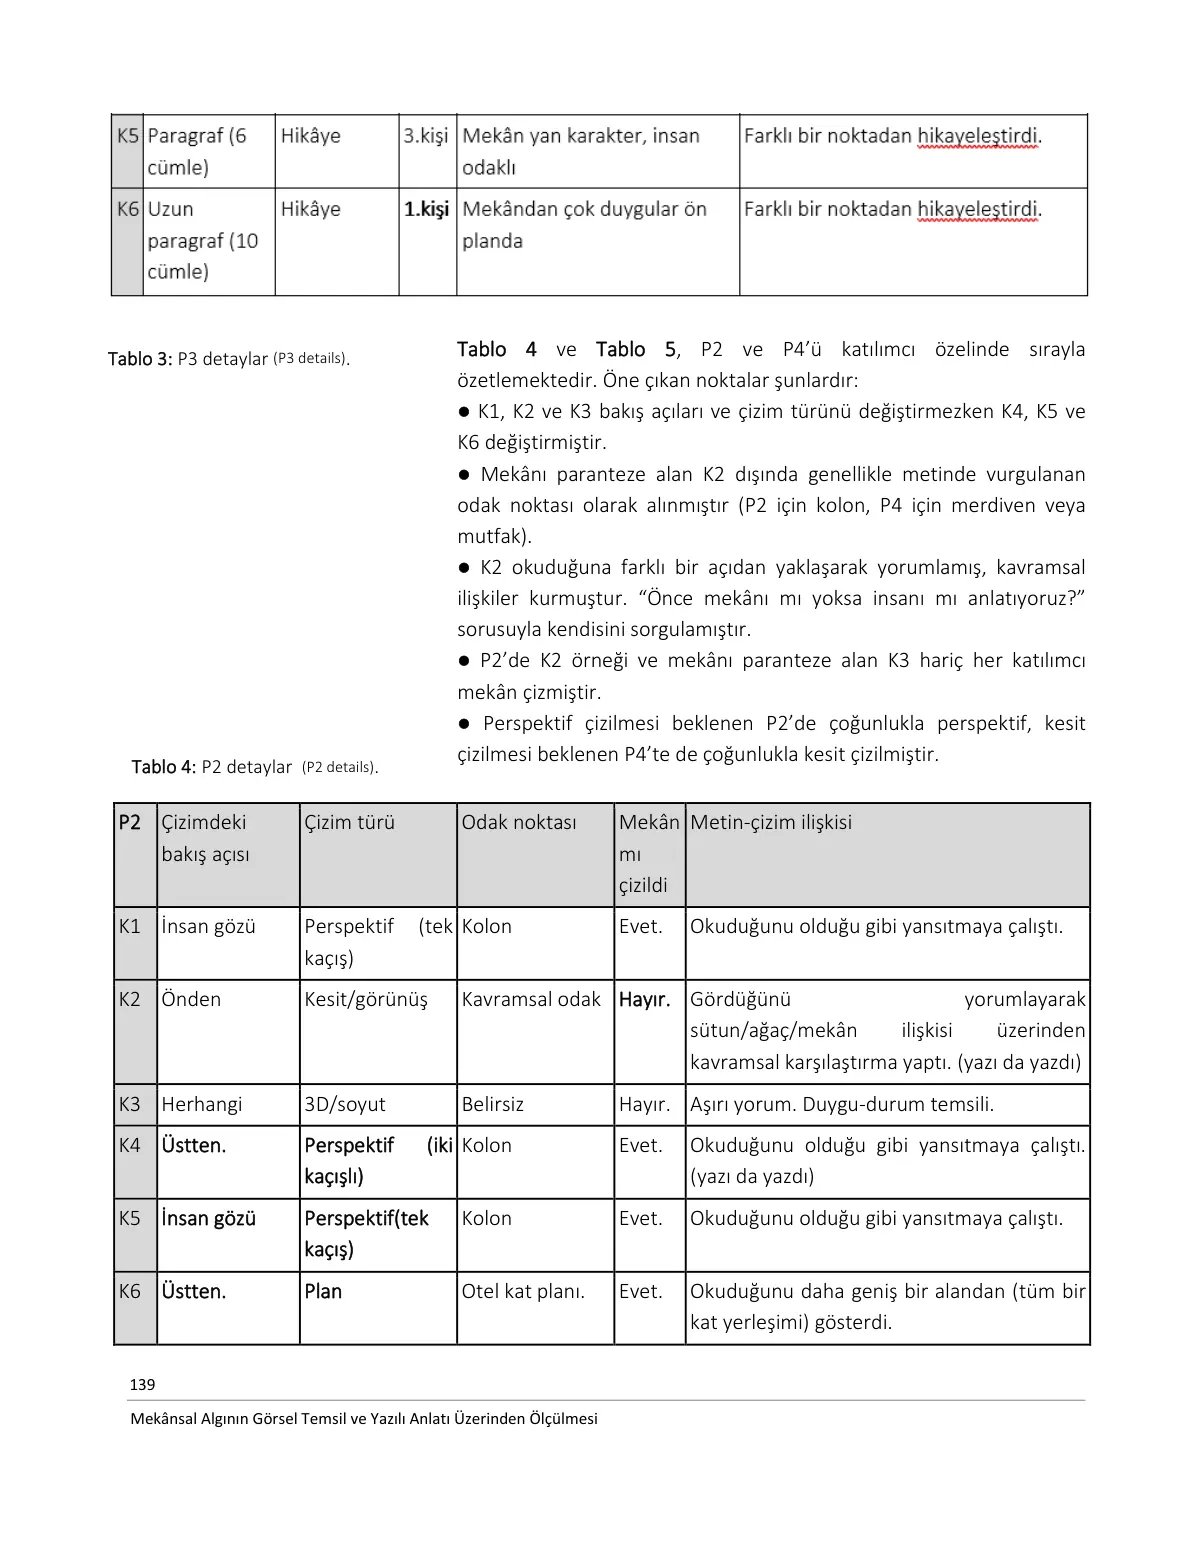 K5 Paragraf (6 Hikâye 3.kişi Mekân yan karakter, insan Farklı bir noktadan hikayeleştirdi.
cümle) odaklı
K6 Uzun Hikâye 1.kişi Mekândan çok duygular ön Farklı bir noktadan hikayeleştirdi.
paragraf (10 planda
cümle)
Tablo 3: P3 detaylar (P3 details).
Tablo 4 ve Tablo 5, P2 ve P4’ü katılımcı özelinde sırayla
özetlemektedir. Öne çıkan noktalar şunlardır:
● K1, K2 ve K3 bakış açıları ve çizim türünü değiştirmezken K4, K5 ve
K6 değiştirmiştir.
● Mekânı paranteze alan K2 dışında genellikle metinde vurgulanan
odak noktası olarak alınmıştır (P2 için kolon, P4 için merdiven veya
mutfak).
● K2 okuduğuna farklı bir açıdan yaklaşarak yorumlamış, kavramsal
ilişkiler kurmuştur. “Önce mekânı mı yoksa insanı mı anlatıyoruz?”
sorusuyla kendisini sorgulamıştır.
● P2’de K2 örneği ve mekânı paranteze alan K3 hariç her katılımcı
mekân çizmiştir.
● Perspektif çizilmesi beklenen P2’de çoğunlukla perspektif, kesit
çizilmesi beklenen P4’te de çoğunlukla kesit çizilmiştir.
Tablo 4: P2 detaylar (P2 details).
P2 Çizimdeki Çizim türü Odak noktası Mekân Metin-çizim ilişkisi
bakış açısı mı
çizildi
K1 İnsan gözü Perspektif (tek Kolon Evet. Okuduğunu olduğu gibi yansıtmaya çalıştı.
kaçış)
K2 Önden Kesit/görünüş Kavramsal odak Hayır. Gördüğünü yorumlayarak
sütun/ağaç/mekân ilişkisi üzerinden
kavramsal karşılaştırma yaptı. (yazı da yazdı)
K3 Herhangi 3D/soyut Belirsiz Hayır. Aşırı yorum. Duygu-durum temsili.
K4 Üstten. Perspektif (iki Kolon Evet. Okuduğunu olduğu gibi yansıtmaya çalıştı.
kaçışlı) (yazı da yazdı)
K5 İnsan gözü Perspektif(tek Kolon Evet. Okuduğunu olduğu gibi yansıtmaya çalıştı.
kaçış)
K6 Üstten. Plan Otel kat planı. Evet. Okuduğunu daha geniş bir alandan (tüm bir
kat yerleşimi) gösterdi.
139
Mekânsal Algının Görsel Temsil ve Yazılı Anlatı Üzerinden Ölçülmesi